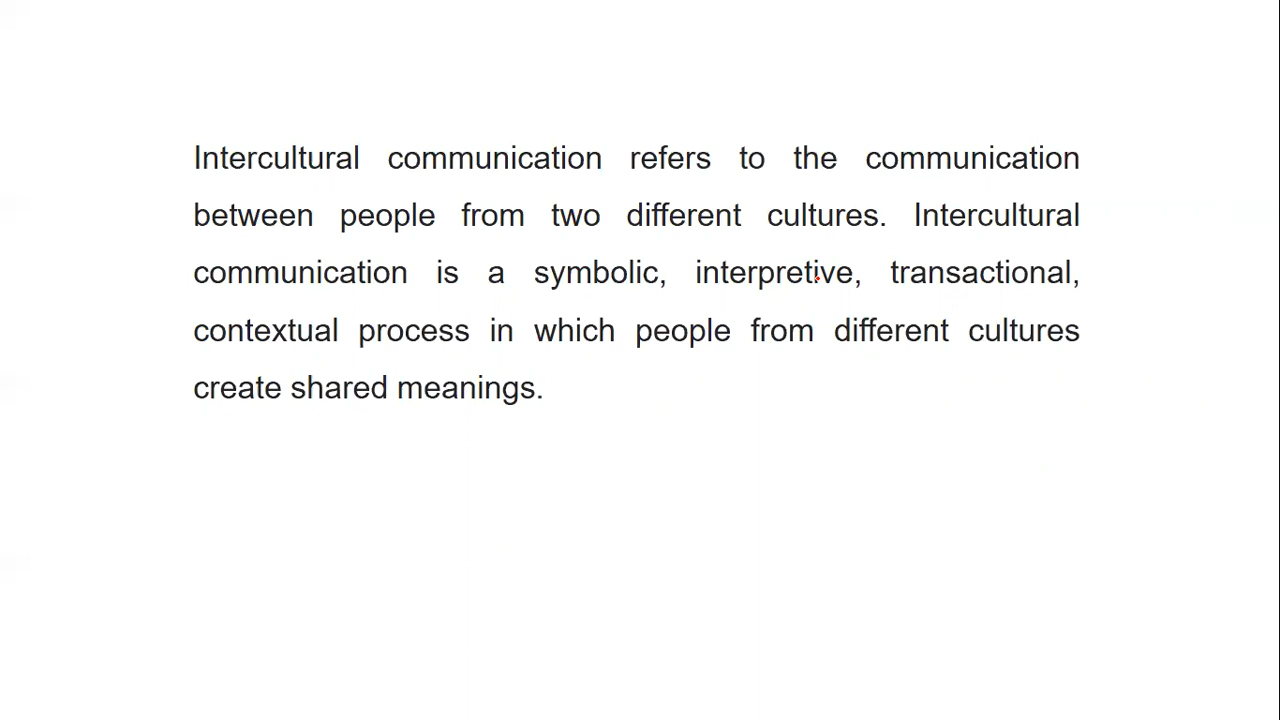 Intercultural communication refers to the communication
between people from two different cultures. Intercultural
communication is a symbolic, interpretive, transactional,
contextual process in which people from different cultures
create shared meanings.